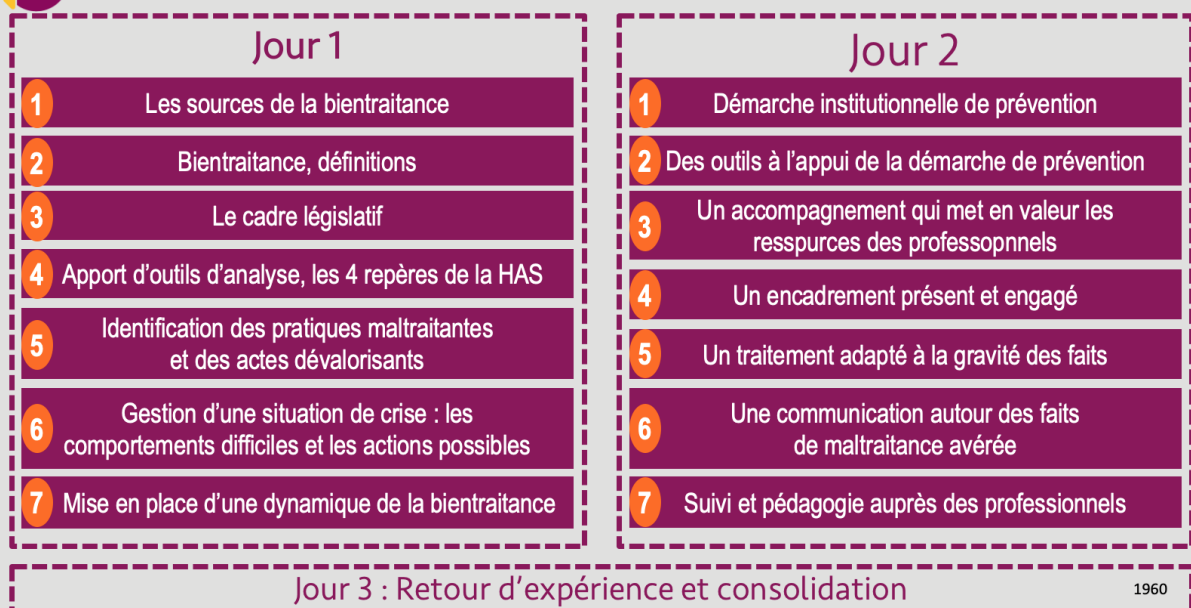 Jour 1
1 Les sources de la bientraitance
2 Bientraitance, définitions
3 Le cadre législatif
4 Apport d’outils d’analyse, les 4 repères de la HAS
5 Identification des pratiques maltraitantes
et des actes dévalorisants
6 Gestion d’une situation de crise : les
comportements difficiles et les actions possibles
7 Mise en place d’une dynamique de la bientraitance
Jour 2
1 Démarche institutionnelle de prévention
2 Des outils à l’appui de la démarche de prévention
3 Un accompagnement qui met en valeur les
resspurces des professopnnels
4 Un encadrement présent et engagé
5 Un traitement adapté à la gravité des faits
6 Une communication autour des faits
de maltraitance avérée
7 Suivi et pédagogie auprès des professionnels
Jour 3 : Retour d’expérience et consolidation
1960